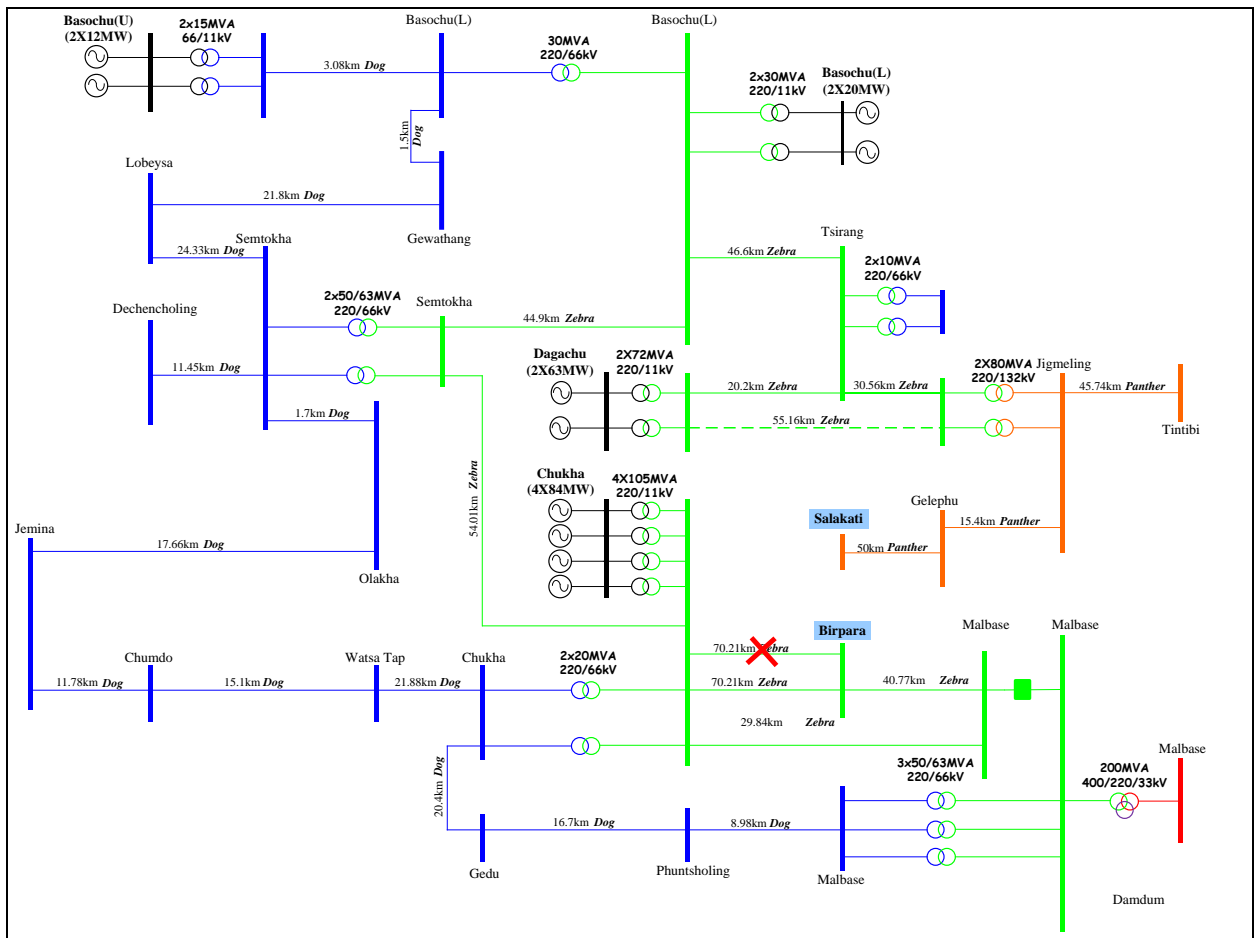 Basochu(U)
(2X12MW)
2x15MVA
66/11kV
Basochu(L)
Basochu(L)
3.08km Dog
30MVA
220/66kV
2x30MVA
220/11kV
Basochu(L)
(2X20MW)
1.5km
Dog
Lobeysa
21.8km Dog
Gewathang
Semtokha
24.33km Dog
Tsirang
46.6km Zebra
2x10MVA
220/66kV
Dechencholing
2x50/63MVA
220/66kV
Semtokha
44.9km Zebra
11.45km Dog
1.7km Dog
Dagachu
(2X63MW)
2X72MVA
220/11kV
20.2km Zebra
30.56km Zebra
2X80MVA
220/132kV
Jigmeling
45.74km Panther
Tintibi
55.16km Zebra
54.01km Zebra
Chukha
(4X84MW)
4X105MVA
220/11kV
Salakati
Gelephu
15.4km Panther
50km Panther
Jemina
17.66km Dog
Olakha
Birpara
Malbase
Malbase
70.21km Zebra
Chumdo
Watsa Tap
Chukha
2x20MVA
220/66kV
11.78km Dog
15.1km Dog
21.88km Dog
70.21km Zebra
40.77km Zebra
29.84km Zebra
20.4km Dog
3x50/63MVA
220/66kV
200MVA
400/220/33kV
Malbase
16.7km Dog
8.98km Dog
Gedu
Phuntsholing
Malbase
Damdum